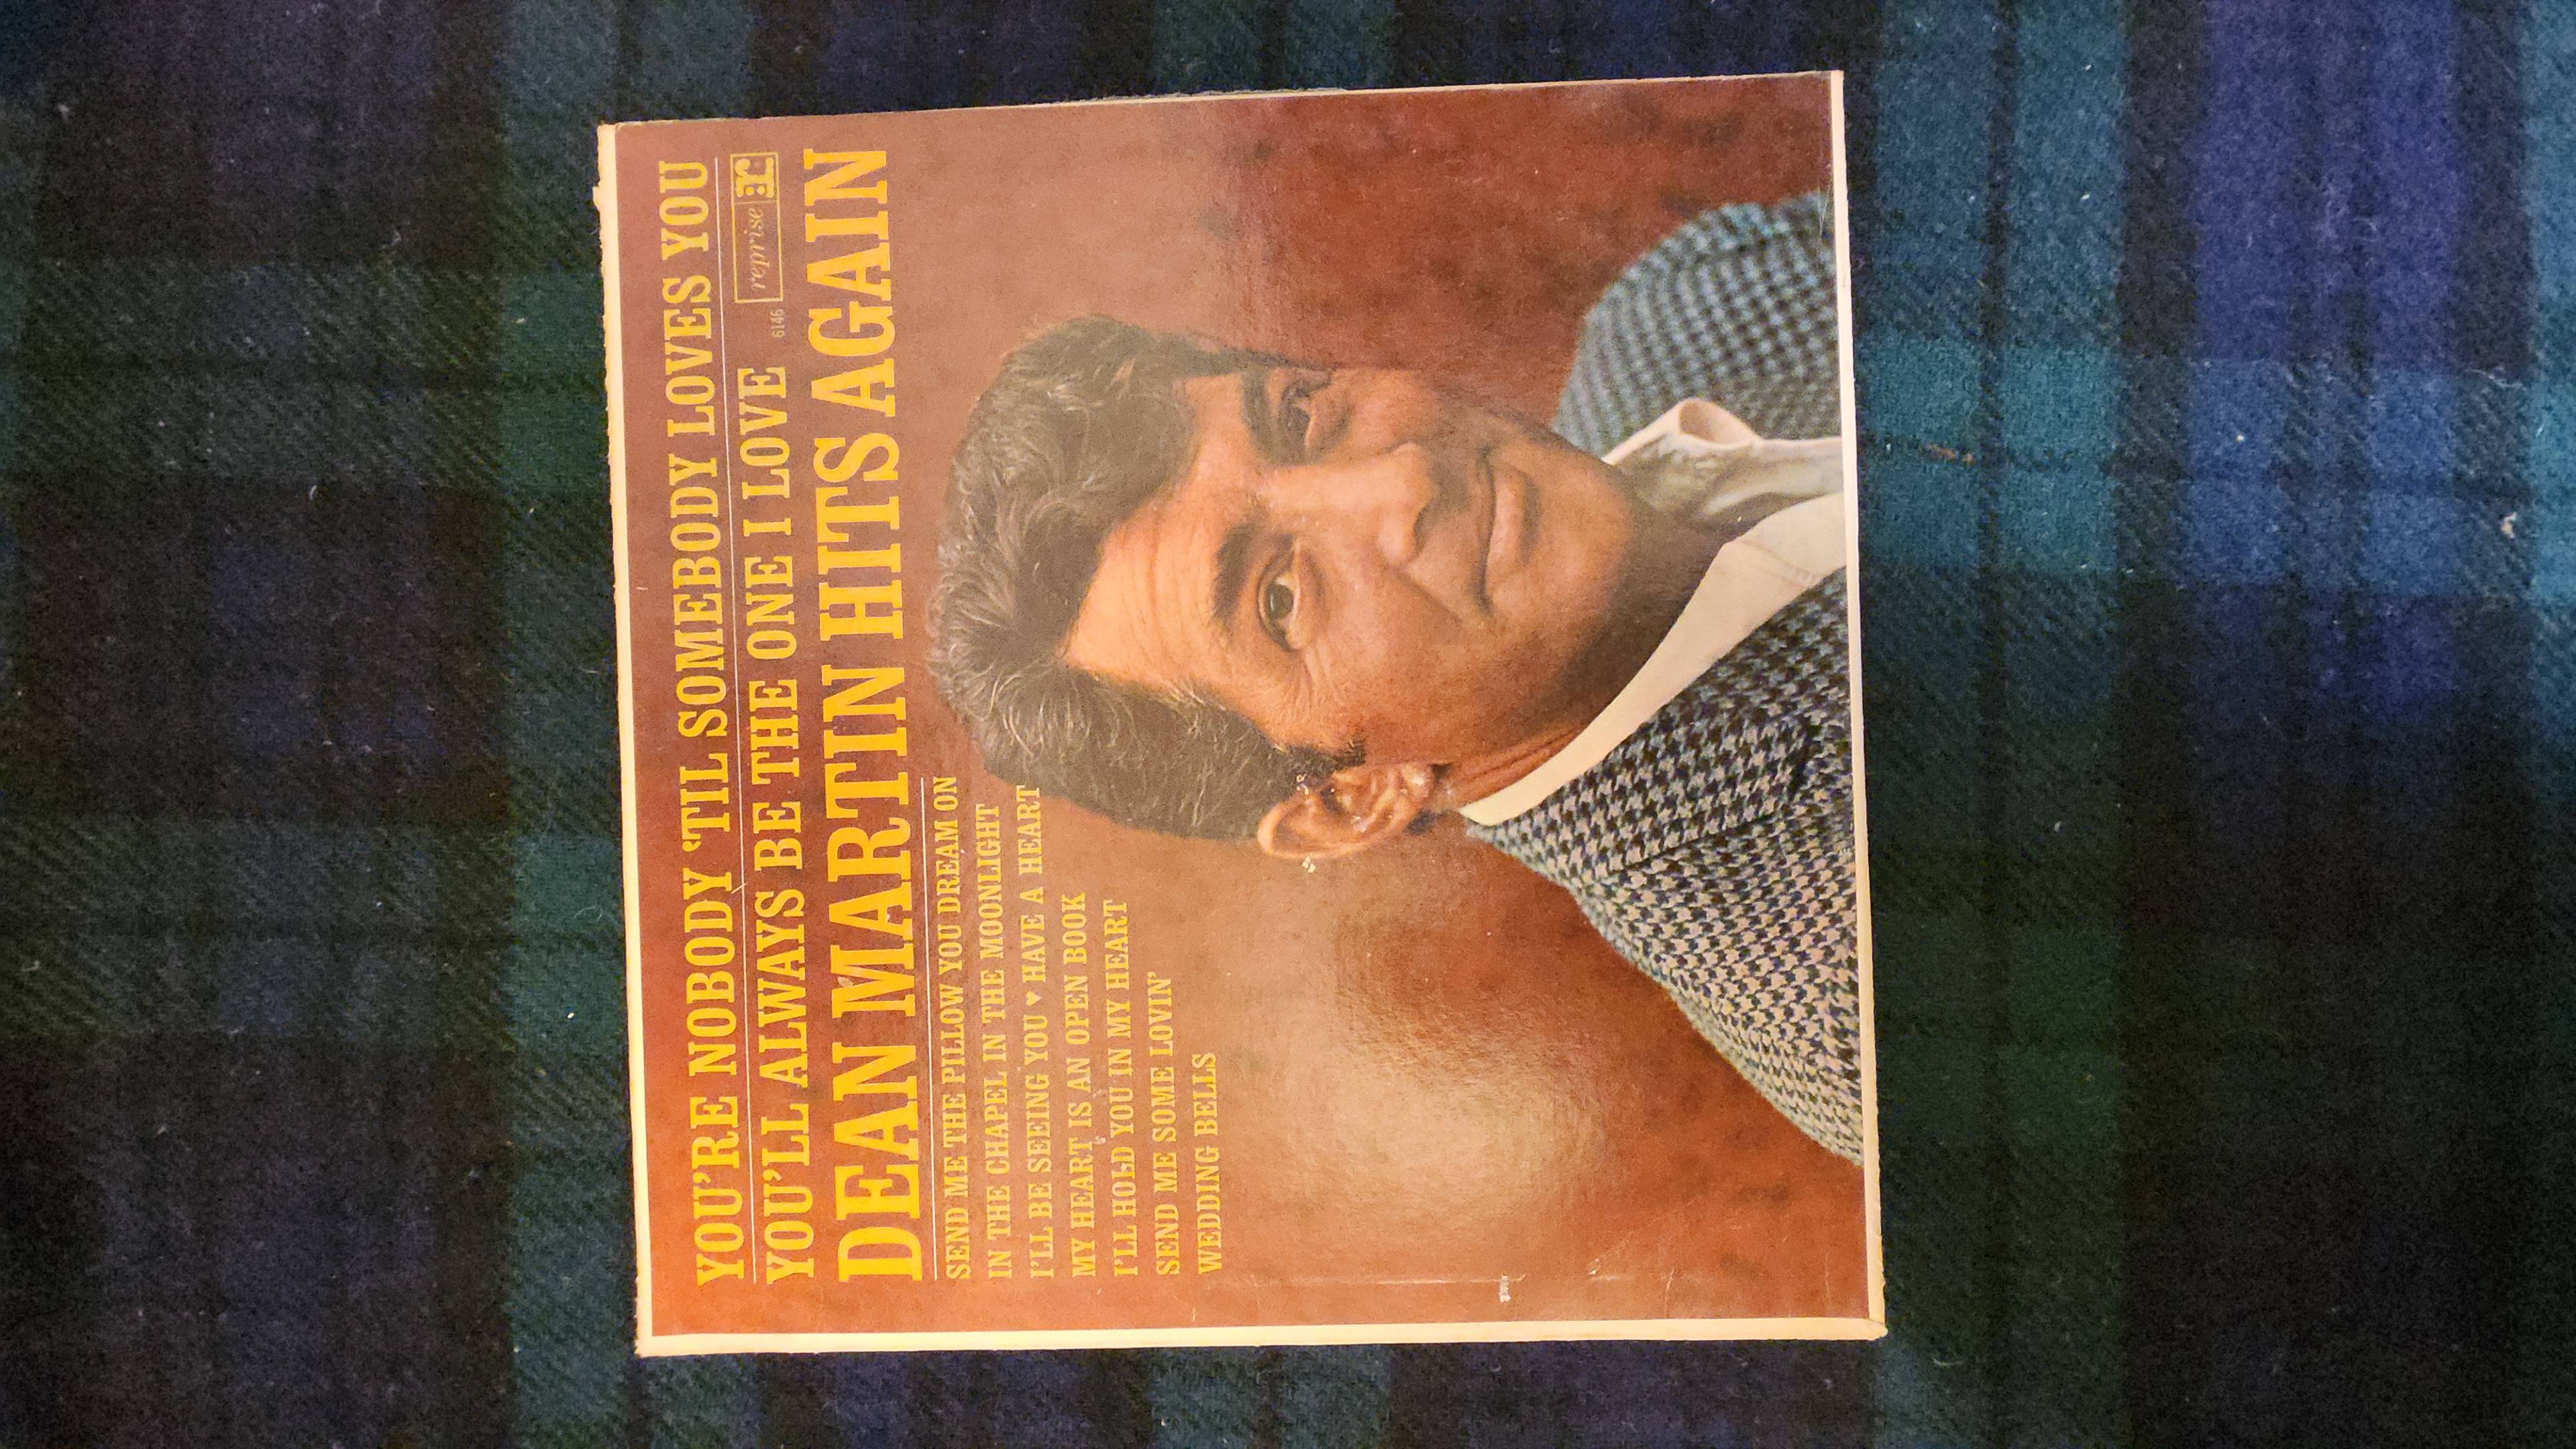 YOU'RE NOBODY 'TIL SOMEBODY LOVES YOU
YOU'LL ALWAYS BE THE ONE I LOVE
6146 reprise r:
DEAN MARTIN HITS AGAIN
SEND ME THE PILLOW YOU DREAM ON
IN THE CHAPEL IN THE MOONLIGHT
I'LL BE SEEING YOU ♥ HAVE A HEART
MY HEART IS AN OPEN BOOK
I'LL HOLD YOU IN MY HEART
SEND ME SOME LOVIN'
WEDDING BELLS